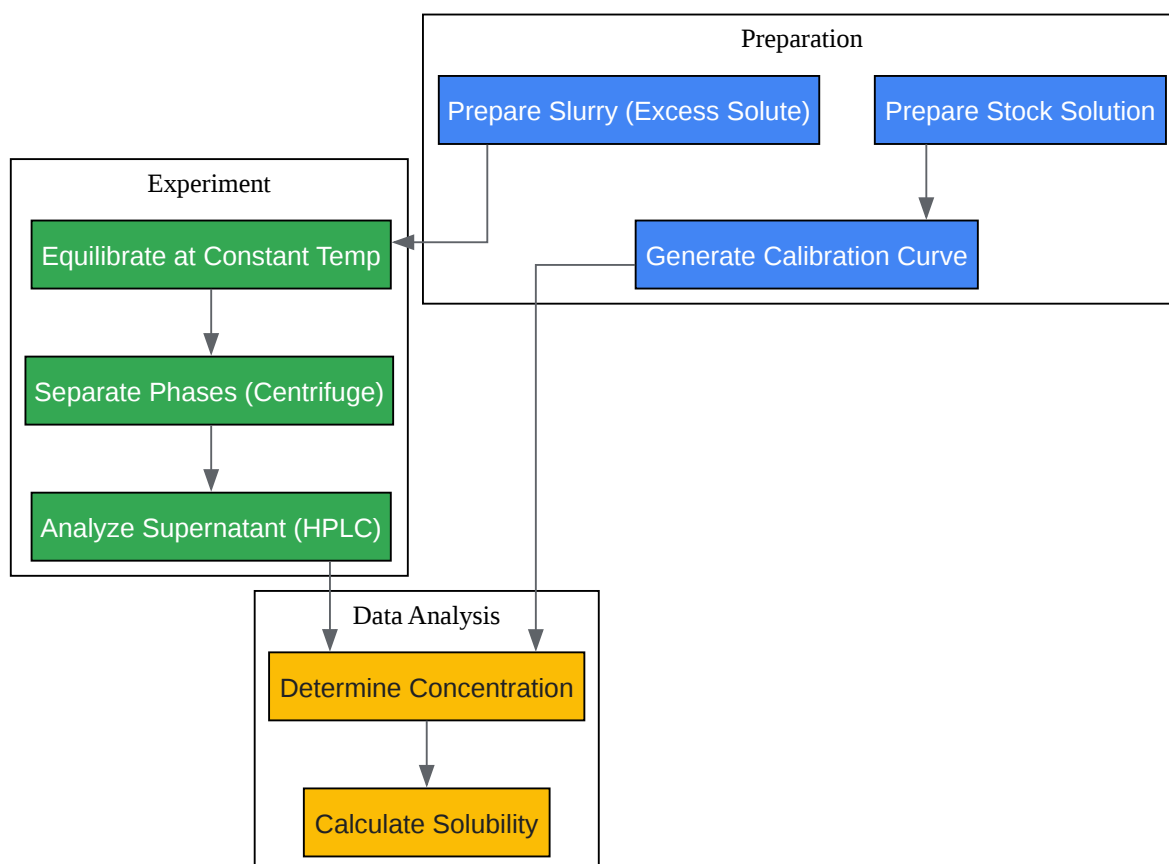 Preparation
Prepare Slurry (Excess Solute)
Prepare Stock Solution
Generate Calibration Curve
Experiment
Equilibrate at Constant Temp
Separate Phases (Centrifuge)
Analyze Supernatant (HPLC)
Data Analysis
Determine Concentration
Calculate Solubility